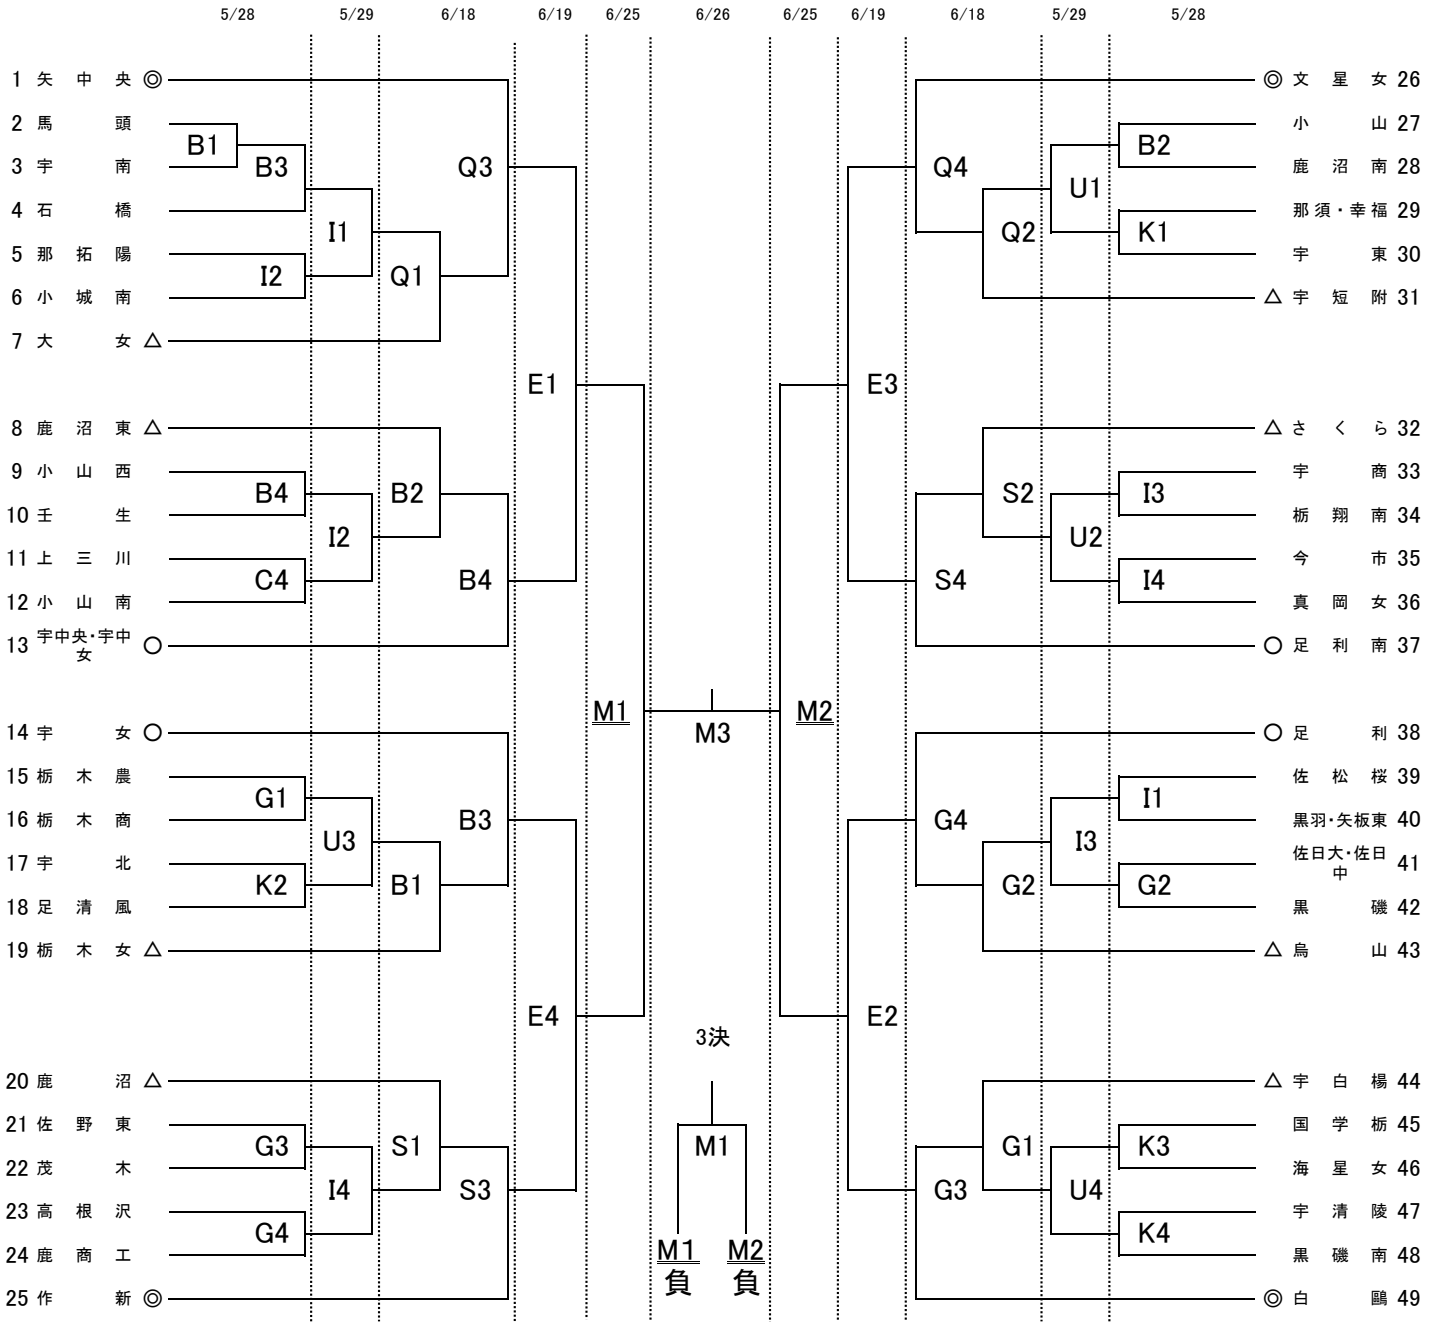 5/28 5/29 6/18 6/19 6/25 6/26 6/25 6/19 6/18 5/29 5/28
1 矢中央 ◎
2 馬頭
3 宇南
4 石橋
5 那拓陽
6 小城南
7 大女 △
8 鹿沼東 △
9 小山西
10 壬生
11 上三川
12 小山南
13 宇中央・宇中
女 ○
14 宇女 ○
15 栃木農
16 栃木商
17 宇北
18 足清風
19 栃木女 △
20 鹿沼 △
21 佐野東
22 茂木
23 高根沢
24 鹿商工
25 作新 ◎
B1
B3
I2
I1
Q1
Q3
B4
C4
I2
B2
B4
E1
G1
K2
U3
B1
B3
G3
G4
I4
S1
S3
E4
M1
M3
M2
3決
M1
M1 M2
負 負
E3
E2
Q4
Q2
U1
B2
K1
S4
S2
U2
I3
I4
G4
G2
I3
I1
G2
G3
G1
U4
K3
K4
◎ 文星女 26
小山 27
鹿沼南 28
那須・幸福 29
宇東 30
△ 宇短附 31
△ さくら 32
宇商 33
栃翔南 34
今市 35
真岡女 36
○ 足利南 37
○ 足利 38
佐松桜 39
黒羽・矢板東 40
佐日大・佐日
中 41
黒磯 42
△ 烏山 43
△ 宇白楊 44
国学栃 45
海星女 46
宇清陵 47
黒磯南 48
◎ 白鷗 49